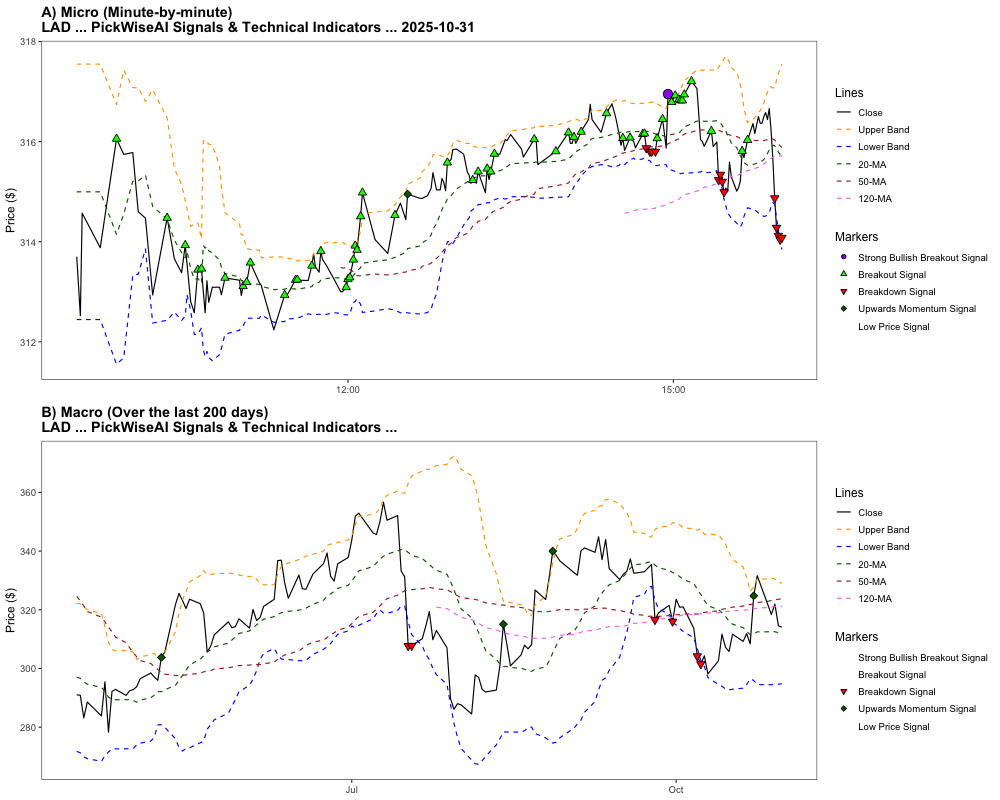 A) Micro (Minute-by-minute)
LAD ... PickWiseAI Signals & Technical Indicators ... 2025-10-31
318
316
314
312
Price ($)
12:00
15:00
Lines
Close
Upper Band
Lower Band
20-MA
50-MA
120-MA
Markers
Strong Bullish Breakout Signal
Breakout Signal
Breakdown Signal
Upwards Momentum Signal
Low Price Signal
B) Macro (Over the last 200 days)
LAD ... PickWiseAI Signals & Technical Indicators ...
360
340
320
300
280
Price ($)
Jul
Oct
Lines
Close
Upper Band
Lower Band
20-MA
50-MA
120-MA
Markers
Strong Bullish Breakout Signal
Breakout Signal
Breakdown Signal
Upwards Momentum Signal
Low Price Signal